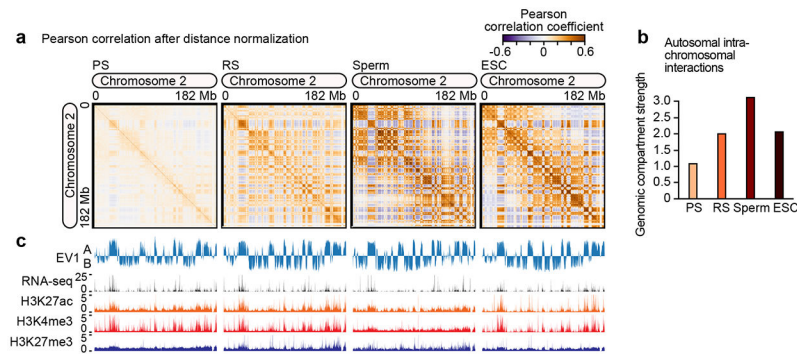 Pearson
correlation coefficient
-0.6 0 0.6
a Pearson correlation after distance normalization
PS RS Sperm ESC
Chromosome 2 Chromosome 2 Chromosome 2 Chromosome 2
0 182 Mb 0 182 Mb 0 182 Mb 0 182 Mb
0
Chromosome 2
182 Mb
b Autosomal intra-
chromosomal
interactions
Genomic compartment strength
3.0
2.5
2.0
1.5
1.0
0.5
0
PS RS Sperm ESC
c
EV1 A
B
RNA-seq 25
0
H3K27ac 5
0
H3K4me3 5
0
H3K27me3 5
0